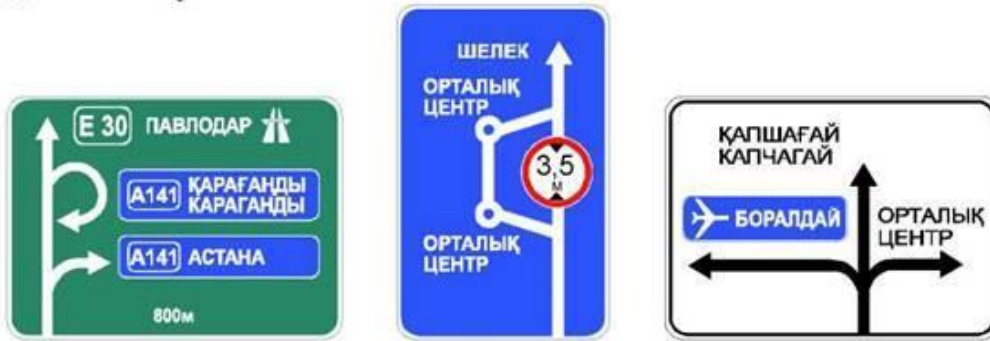 E 30 ПАВЛОДАР
A141 ҚАРАҒАНДЫ
КАРАГАНДЫ
A141 АСТАНА
800м
ШЕЛЕК
ОРТАЛЫҚ
ЦЕНТР
3,5
М
ОРТАЛЫҚ
ЦЕНТР
ҚАПШАҒАЙ
КАПЧАГАЙ
БОРАЛДАЙ
ОРТАЛЫҚ
ЦЕНТР